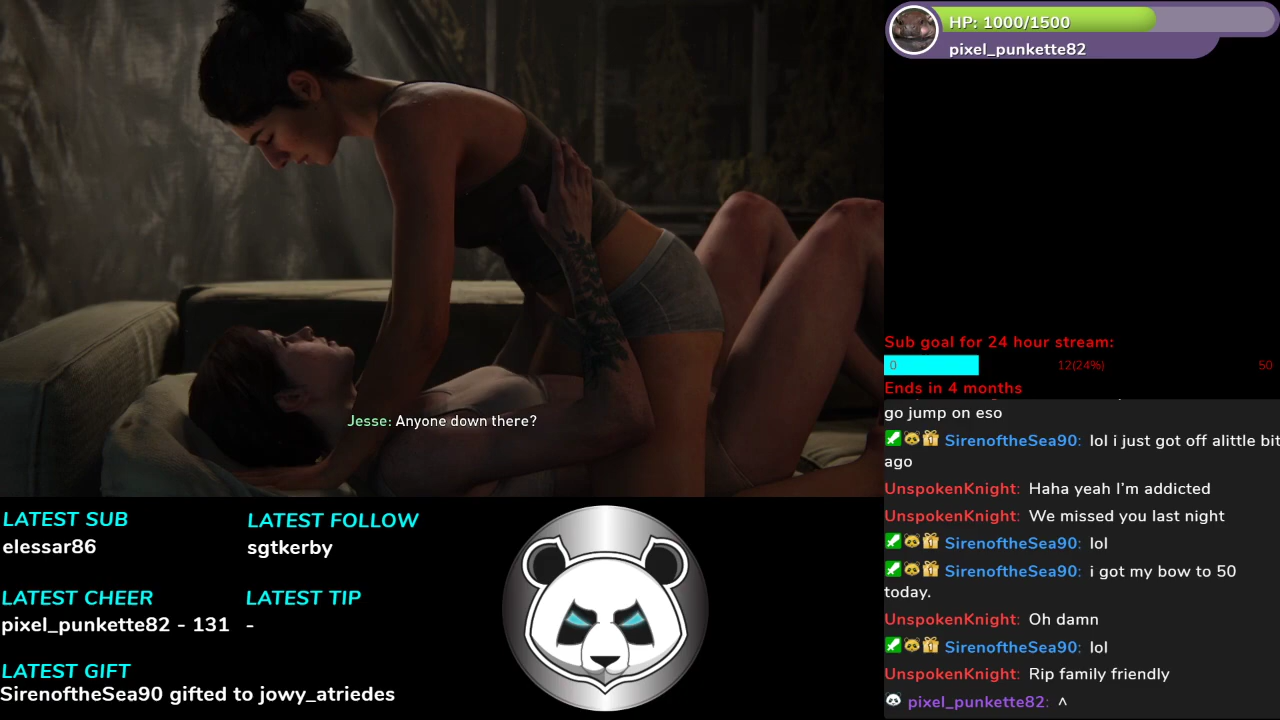 HP: 1000/1500
pixel_punkette82
Jesse: Anyone down there?
Sub goal for 24 hour stream:
0 12(24%) 50
Ends in 4 months
go jump on eso
SirenoftheSea90: lol i just got off alittle bit
ago
UnspokenKnight: Haha yeah I'm addicted
UnspokenKnight: We missed you last night
SirenoftheSea90: lol
SirenoftheSea90: i got my bow to 50
today.
UnspokenKnight: Oh damn
SirenoftheSea90: lol
UnspokenKnight: Rip family friendly
pixel_punkette82: ^
LATEST SUB
elessar86
LATEST FOLLOW
sgtkerby
LATEST CHEER
pixel_punkette82 - 131
LATEST TIP
-
LATEST GIFT
SirenoftheSea90 gifted to jowy_atriedes